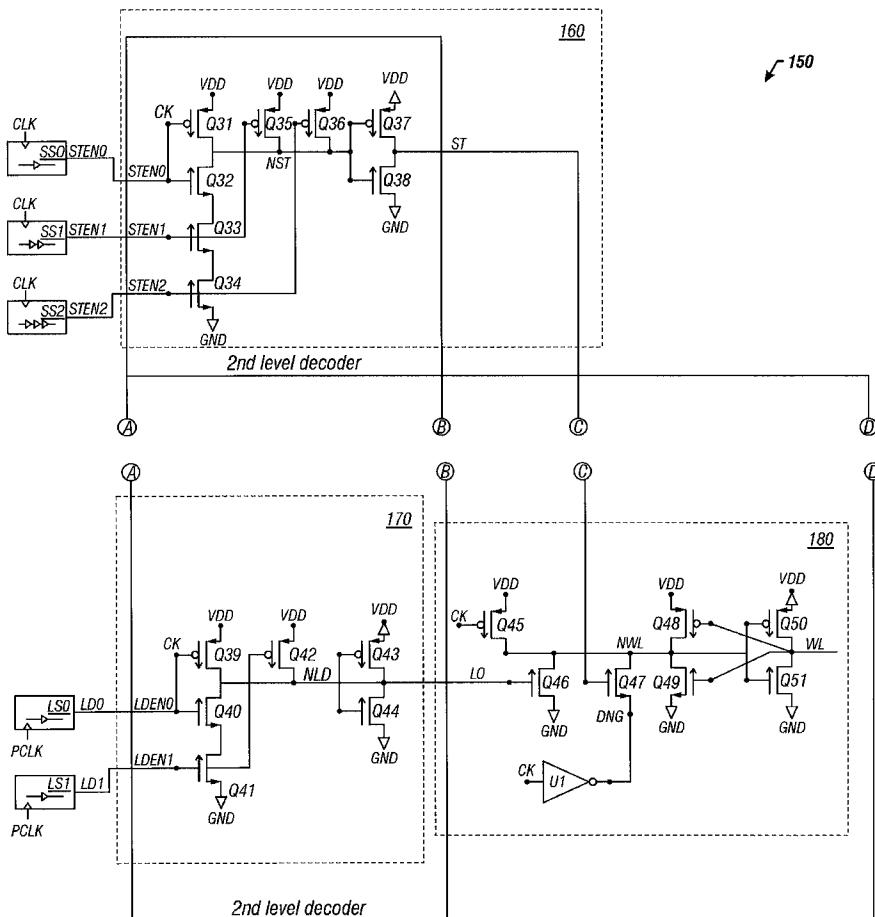 160
150
VDD VDD VDD VDD
CK Q31 Q35 Q36 Q37
CLK
SS0 STEN0 STEN0 Q32 NST Q38 ST
GND
CLK
SS1 STEN1 STEN1 Q33
CLK
SS2 STEN2 STEN2 Q34
GND
2nd level decoder
A B C D
A B C D
170
180
VDD VDD VDD
CK Q39 Q42 Q43
VDD VDD VDD
CK Q45 Q48 NWL Q50 WL
LS0 LD0 LDEN0 Q40 NLD Q44 LO Q46 Q47 Q49 Q51
PCLK
GND GND DNG GND GND
LS1 LD1 LDEN1 Q41
PCLK
GND
CK U1
2nd level decoder